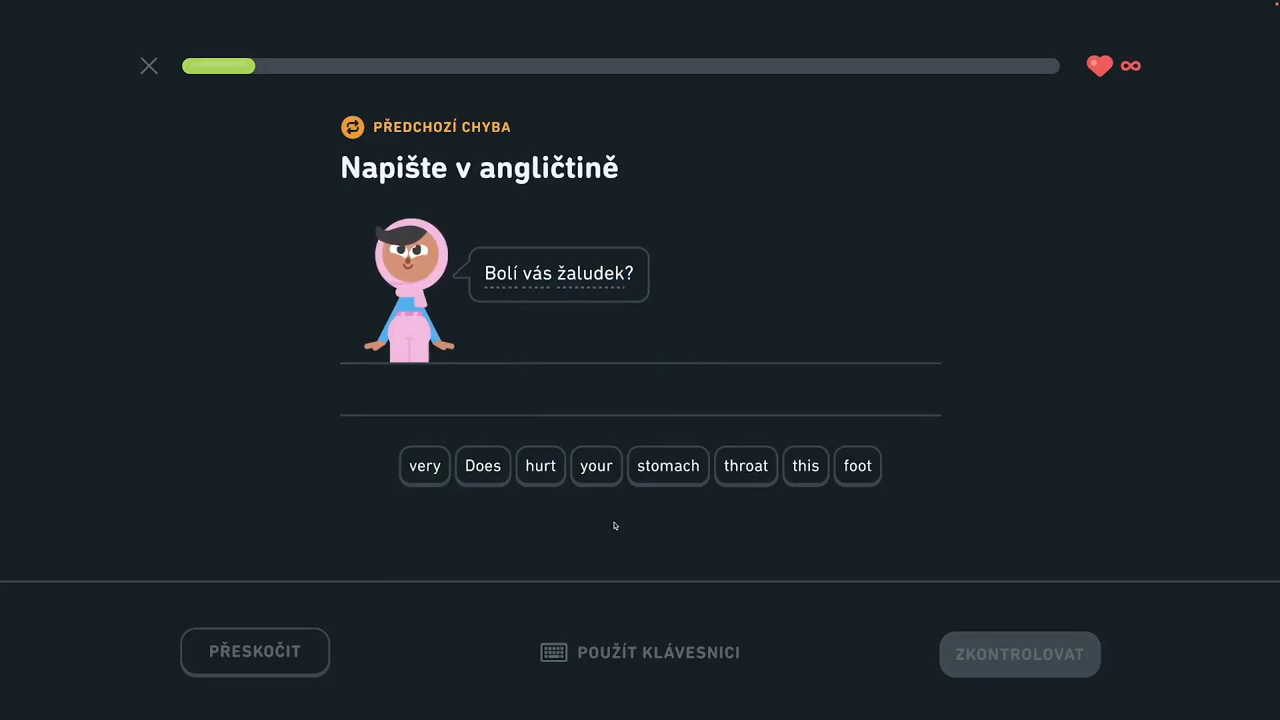 PŘEDCHOZÍ CHYBA
Napište v angličtině
Bolí vás žaludek?
very Does hurt your stomach throat this foot
PŘESKOČIT
POUŽÍT KLÁVESNICI
ZKONTROLOVAT